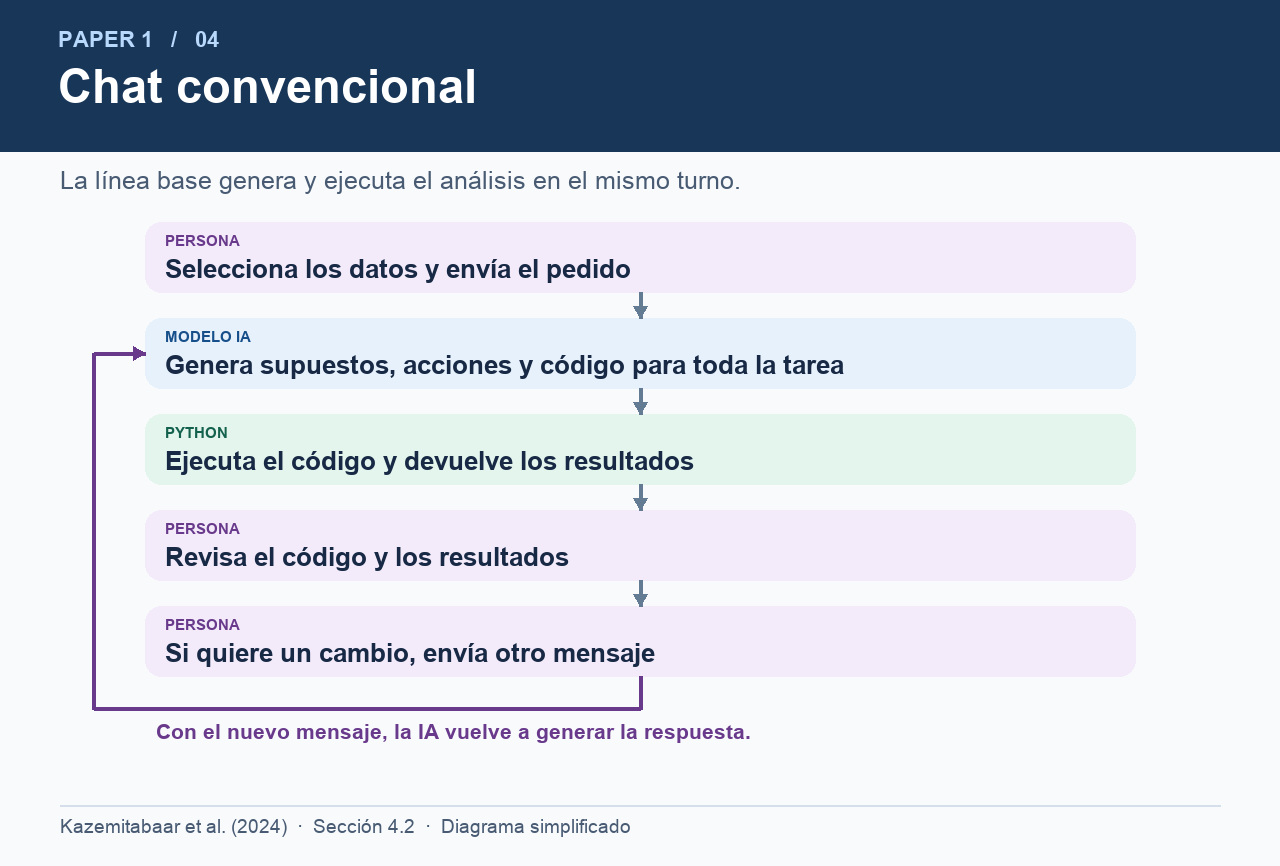 PAPER 1 / 04
Chat convencional
La línea base genera y ejecuta el análisis en el mismo turno.
PERSONA
Selecciona los datos y envía el pedido
MODELO IA
Genera supuestos, acciones y código para toda la tarea
PYTHON
Ejecuta el código y devuelve los resultados
PERSONA
Revisa el código y los resultados
PERSONA
Si quiere un cambio, envía otro mensaje
Con el nuevo mensaje, la IA vuelve a generar la respuesta.
Kazemitabaar et al. (2024) · Sección 4.2 · Diagrama simplificado